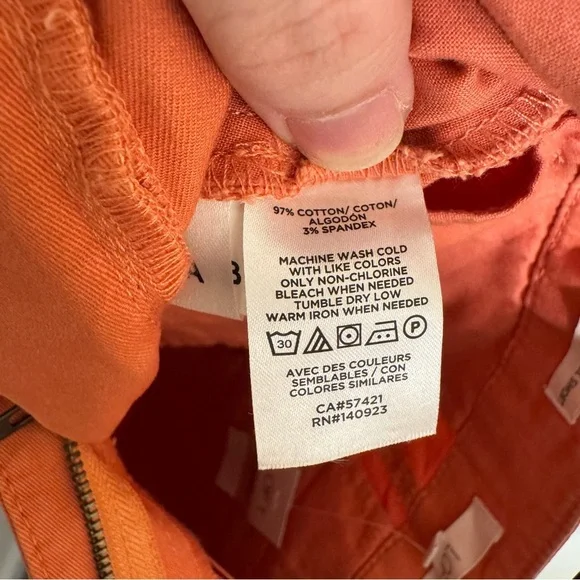 97% COTTON/ COTON/
ALGODÓN
3% SPANDEX
MACHINE WASH COLD
WITH LIKE COLORS
ONLY NON-CHLORINE
BLEACH WHEN NEEDED
TUMBLE DRY LOW
WARM IRON WHEN NEEDED
30 P
AVEC DES COULEURS
SEMBLABLES / CON
COLORES SIMILARES
CA#57421
RN#140923
A